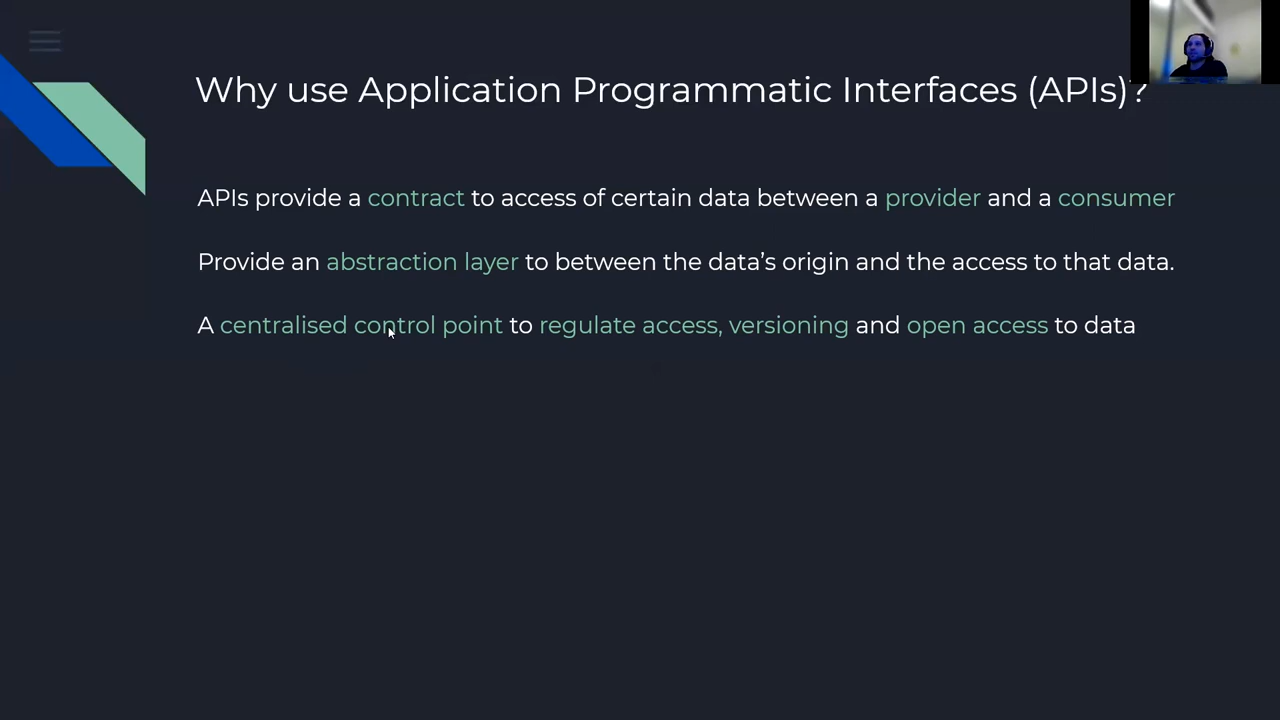 Why use Application Programmatic Interfaces (APIs)?
APIs provide a contract to access of certain data between a provider and a consumer
Provide an abstraction layer to between the data’s origin and the access to that data.
A centralised control point to regulate access, versioning and open access to data